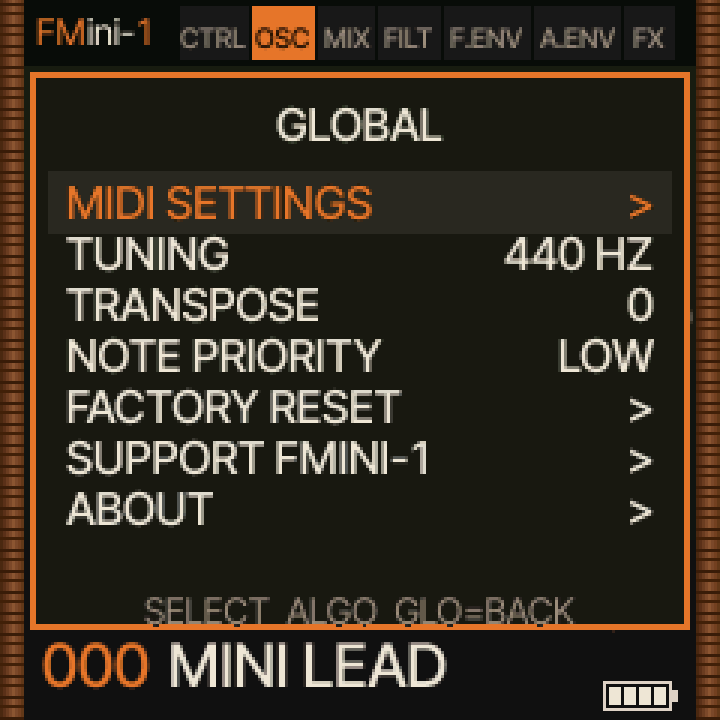 FMini-1 CTRL OSC MIX FILT F.ENV A.ENV FX
GLOBAL
MIDI SETTINGS >
TUNING 440 HZ
TRANSPOSE 0
NOTE PRIORITY LOW
FACTORY RESET >
SUPPORT FMINI-1 >
ABOUT >
SELECT ALGO GLO=BACK
000 MINI LEAD